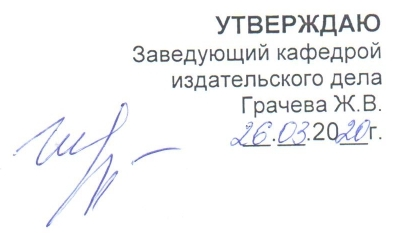 УТВЕРЖДАЮ
Заведующий кафедрой
издательского дела
Грачева Ж.В.
26.03.2020г.